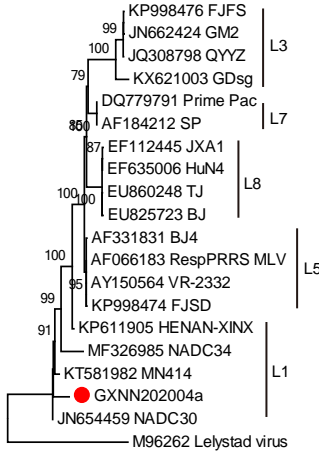 KP998476 FJFS
99
JN662424 GM2
L3
100
JQ308798 QYYZ
79
KX621003 GDsg
DQ779791 Prime Pac
L7
100
AF184212 SP
87
EF112445 JXA1
EF635006 HuN4
L8
100
100
EU860248 TJ
EU825723 BJ
AF331831 BJ4
100
AF066183 RespPRRS MLV
L5
95
AY150564 VR-2332
99
KP998474 FJSD
91
KP611905 HENAN-XINX
MF326985 NADC34
L1
KT581982 MN414
GXNN202004a
JN654459 NADC30
M96262 Lelystad virus